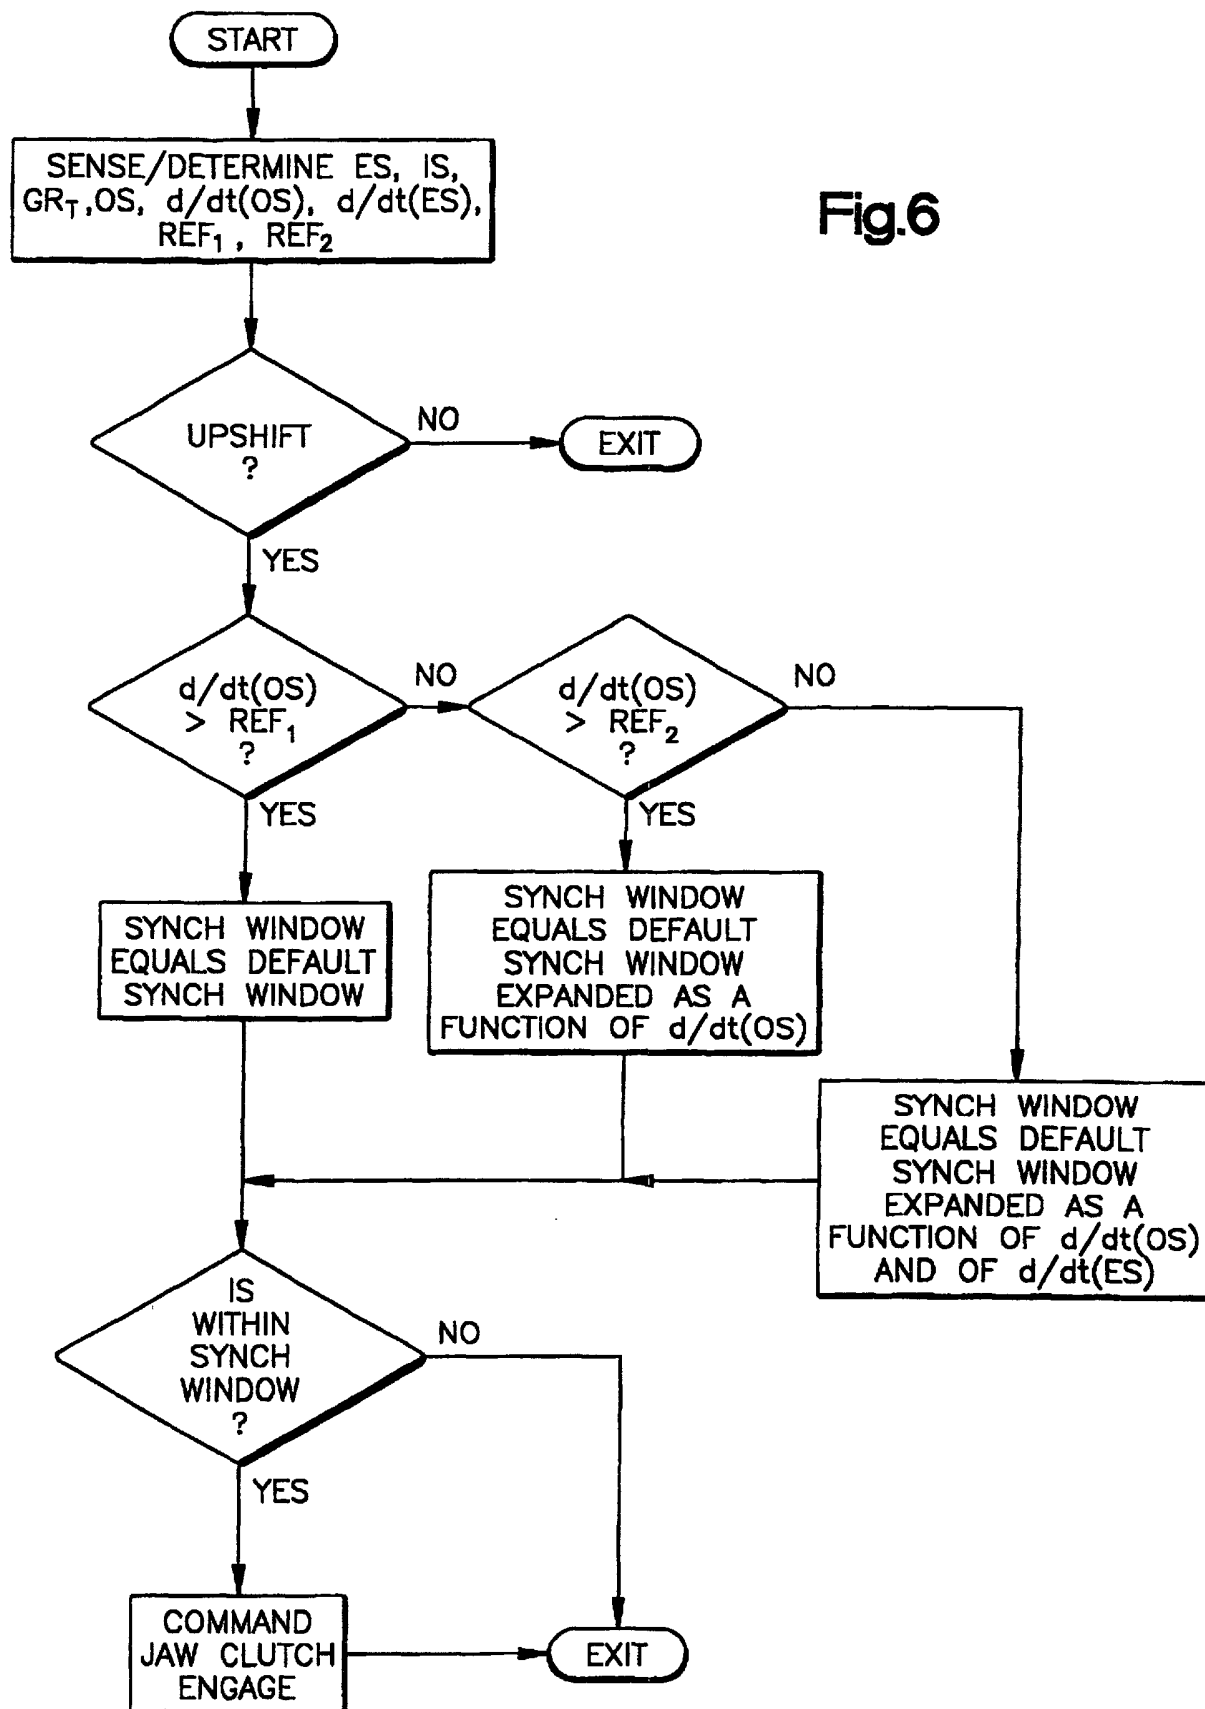 START
SENSE/DETERMINE ES, IS,
GR_T,OS, d/dt(OS), d/dt(ES),
REF₁, REF₂
Fig.6
UPSHIFT
?
NO
EXIT
YES
d/dt(OS)
> REF₁
?
NO
d/dt(OS)
> REF₂
?
NO
YES
YES
SYNCH WINDOW
EQUALS DEFAULT
SYNCH WINDOW
SYNCH WINDOW
EQUALS DEFAULT
SYNCH WINDOW
EXPANDED AS A
FUNCTION OF d/dt(OS)
SYNCH WINDOW
EQUALS DEFAULT
SYNCH WINDOW
EXPANDED AS A
FUNCTION OF d/dt(OS)
AND OF d/dt(ES)
IS
WITHIN
SYNCH
WINDOW
?
NO
YES
COMMAND
JAW CLUTCH
ENGAGE
EXIT